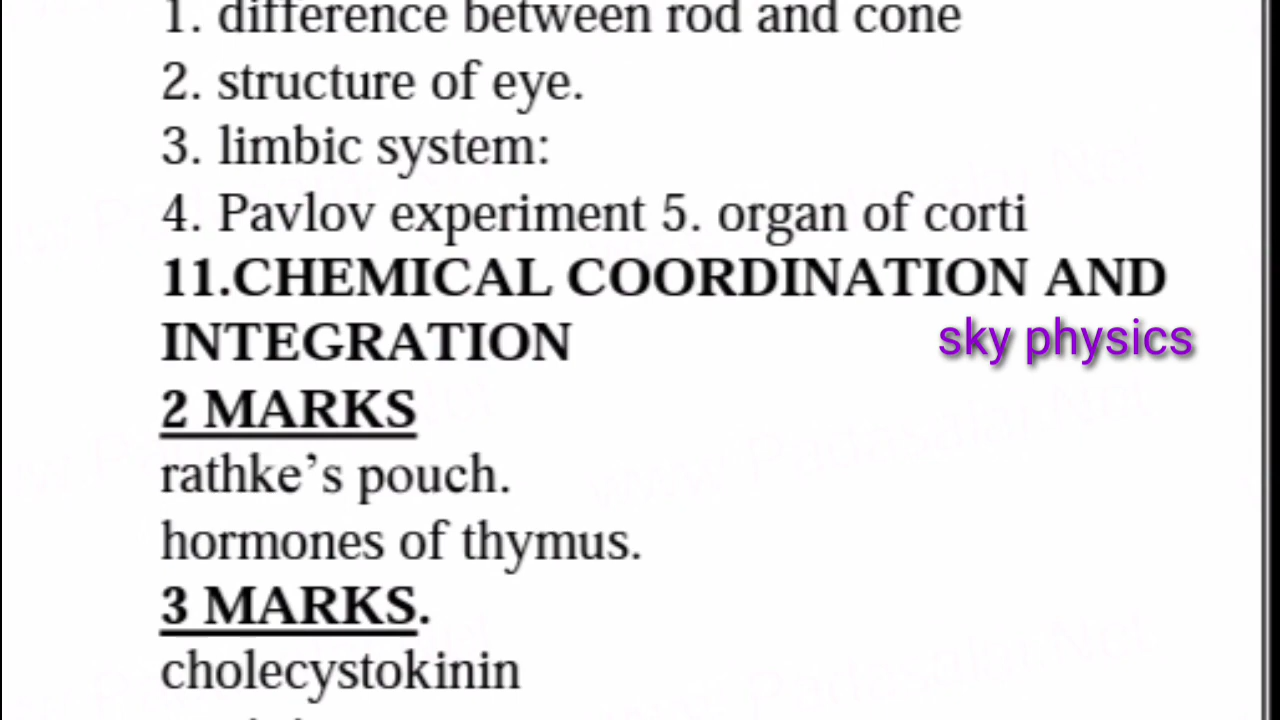 1. difference between rod and cone
2. structure of eye.
3. limbic system:
4. Pavlov experiment 5. organ of corti
11.CHEMICAL COORDINATION AND
INTEGRATION
sky physics
2 MARKS
rathke’s pouch.
hormones of thymus.
3 MARKS.
cholecystokinin